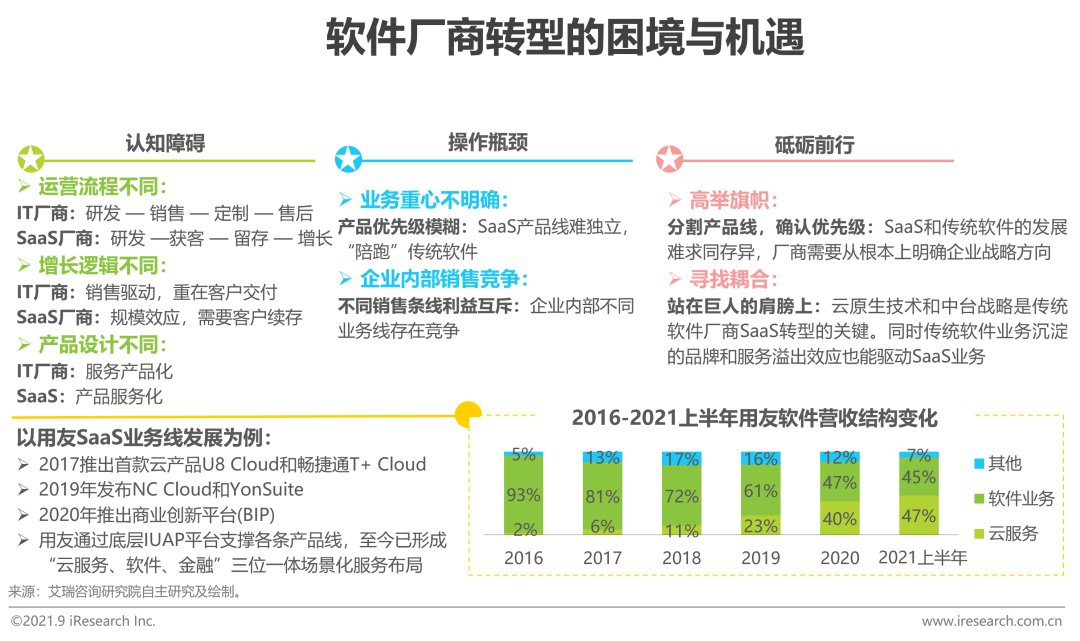 软件厂商转型的困境与机遇
认知障碍
运营流程不同：
IT厂商：研发 — 销售 — 定制 — 售后
SaaS厂商：研发 —获客 — 留存 — 增长
增长逻辑不同：
IT厂商：销售驱动，重在客户交付
SaaS厂商：规模效应，需要客户续存
产品设计不同：
IT厂商：服务产品化
SaaS：产品服务化
操作瓶颈
业务重心不明确：
产品优先级模糊：SaaS产品线难独立，
“陪跑”传统软件
企业内部销售竞争：
不同销售条线利益互斥：企业内部不同
业务线存在竞争
砥砺前行
高举旗帜：
分割产品线，确认优先级：SaaS和传统软件的发展
难求同存异，厂商需要从根本上明确企业战略方向
寻找耦合：
站在巨人的肩膀上：云原生技术和中台战略是传统
软件厂商SaaS转型的关键。同时传统软件业务沉淀
的品牌和服务溢出效应也能驱动SaaS业务
以用友SaaS业务线发展为例：
2017推出首款云产品U8 Cloud和畅捷通T+ Cloud
2019年发布NC Cloud和YonSuite
2020年推出商业创新平台(BIP)
用友通过底层IUAP平台支撑各条产品线，至今已形成
“云服务、软件、金融”三位一体场景化服务布局
2016-2021上半年用友软件营收结构变化
5% 13% 17% 16% 12% 7%
93% 81% 72% 61% 47% 45%
2% 6% 11% 23% 40% 47%
2016 2017 2018 2019 2020 2021上半年
其他
软件业务
云服务
来源：艾瑞咨询研究院自主研究及绘制。
©2021.9 iResearch Inc.
www.iresearch.com.cn